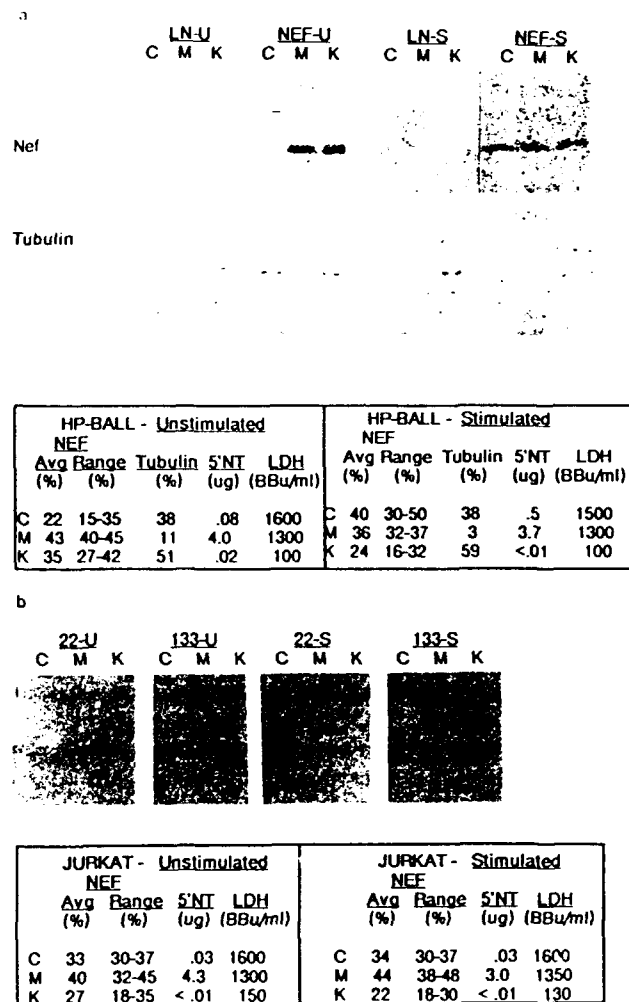 a
LN-U NEF-U LN-S NEF-S
C M K C M K C M K C M K
Nef
Tubulin
HP-BALL - Unstimulated HP-BALL - Stimulated
NEF NEF
Avg Range Tubulin 5'NT LDH Avg Range Tubulin 5'NT LDH
(%) (%) (%) (ug) (BBu/ml) (%) (%) (%) (ug) (BBu/ml)
C 22 15-35 38 .08 1600 C 40 30-50 38 .5 1500
M 43 40-45 11 4.0 1300 M 36 32-37 3 3.7 1300
K 35 27-42 51 .02 100 K 24 16-32 59 <.01 100
b
22-U 133-U 22-S 133-S
C M K C M K C M K C M K
JURKAT - Unstimulated JURKAT - Stimulated
NEF NEF
Avg Range 5'NT LDH Avg Range 5'NT LDH
(%) (%) (ug) (BBu/ml) (%) (%) (ug) (BBu/ml)
C 33 30-37 .03 1600 C 34 30-37 .03 1600
M 40 32-45 4.3 1300 M 44 38-48 3.0 1350
K 27 18-35 < .01 150 K 22 18-30 < .01 130